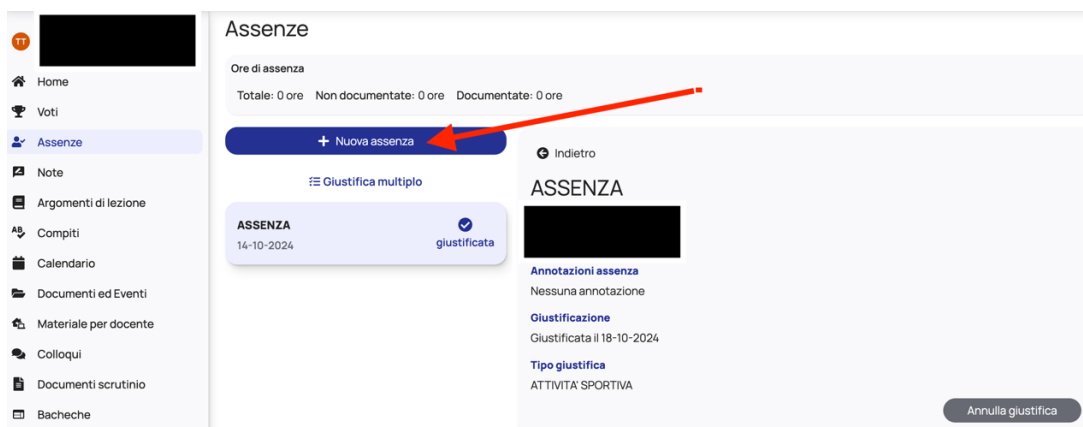 TT
Home
Voti
Assenze
Note
Argomenti di lezione
Compiti
Calendario
Documenti ed Eventi
Materiale per docente
Colloqui
Documenti scrutinio
Bacheche
Assenze
Ore di assenza
Totale: 0 ore Non documentate: 0 ore Documentate: 0 ore
+ Nuova assenza
Giustifica multiplo
ASSENZA
14-10-2024 giustificata
Indietro
ASSENZA
Annotazioni assenza
Nessuna annotazione
Giustificazione
Giustificata il 18-10-2024
Tipo giustifica
ATTIVITA' SPORTIVA
Annulla giustifica